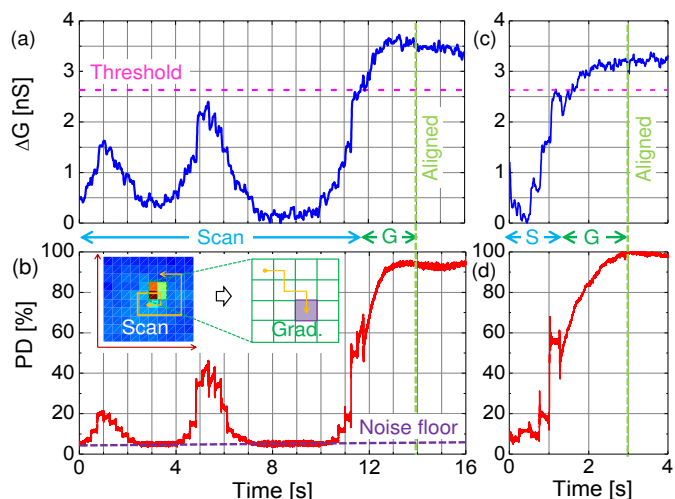 (a)
(c)
4
3
2
1
0
ΔG [nS]
Threshold
Aligned
4
3
2
1
0
Aligned
Scan
G
S
G
(b)
(d)
100
80
60
40
20
0
PD [%]
Scan
Grad.
Noise floor
100
80
60
40
20
0
0 4 8 12 16
0 2 4
Time [s]
Time [s]